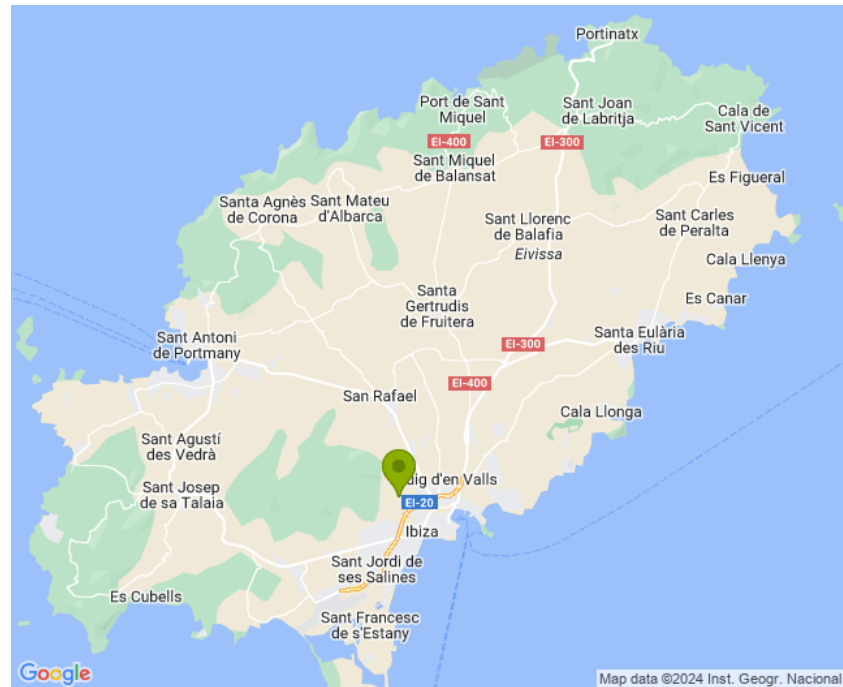 Portinatx
Port de Sant
Miquel
Sant Joan
de Labritja
Cala de
Sant Vicent
EI-400
EI-300
Sant Miquel
de Balansat
Es Figueral
Santa Agnès
de Corona
Sant Mateu
d'Albarca
Sant Llorenc
de Balafia
Eivissa
Sant Carles
de Peralta
Cala Llenya
Santa
Gertrudis
de Fruitera
Es Canar
Sant Antoni
de Portmany
Santa Eulària
des Riu
EI-300
EI-400
San Rafael
Cala Llonga
Sant Agustí
des Vedrà
uig d'en Valls
Sant Josep
de sa Talaia
EI-20
Ibiza
Sant Jordi de
ses Salines
Es Cubells
Sant Francesc
de s'Estany
Google
Map data ©2024 Inst. Geogr. Nacional